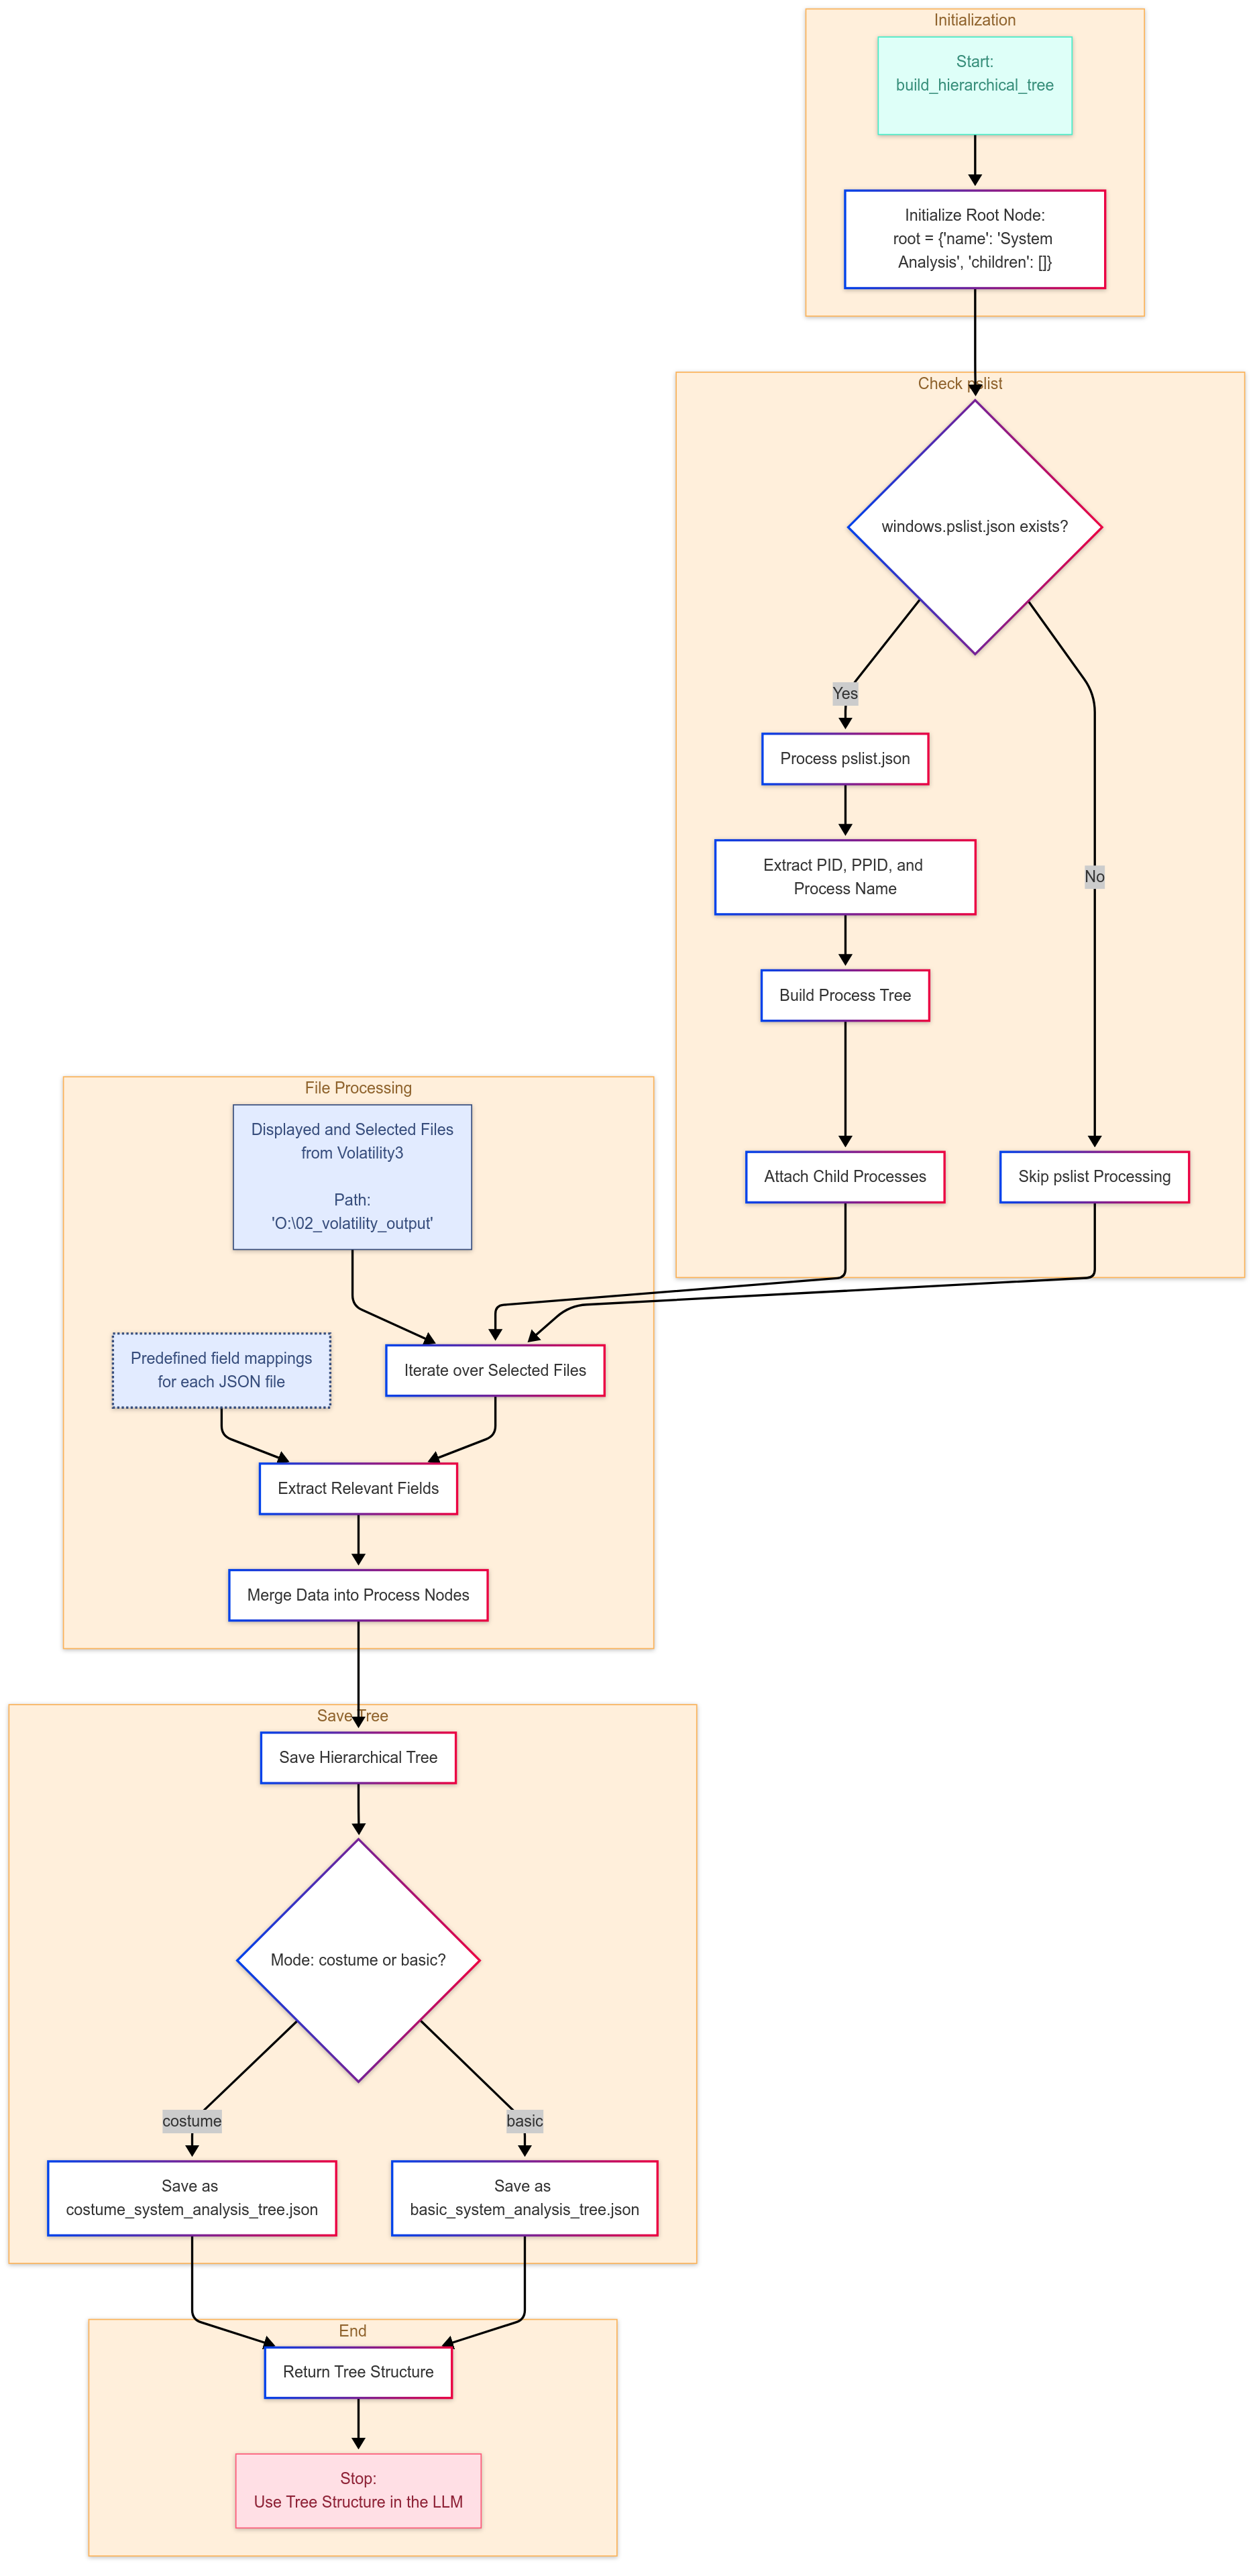 Initialization
Start:
build_hierarchical_tree
Initialize Root Node:
root = {'name': 'System
Analysis', 'children': []}
Check pslist
windows.pslist.json exists?
Yes
No
Process pslist.json
Extract PID, PPID, and
Process Name
Build Process Tree
Attach Child Processes
Skip pslist Processing
File Processing
Displayed and Selected Files
from Volatility3
Path:
'O:\02_volatility_output'
Predefined field mappings
for each JSON file
Iterate over Selected Files
Extract Relevant Fields
Merge Data into Process Nodes
Save Tree
Save Hierarchical Tree
Mode: costume or basic?
costume
basic
Save as
costume_system_analysis_tree.json
Save as
basic_system_analysis_tree.json
End
Return Tree Structure
Stop:
Use Tree Structure in the LLM